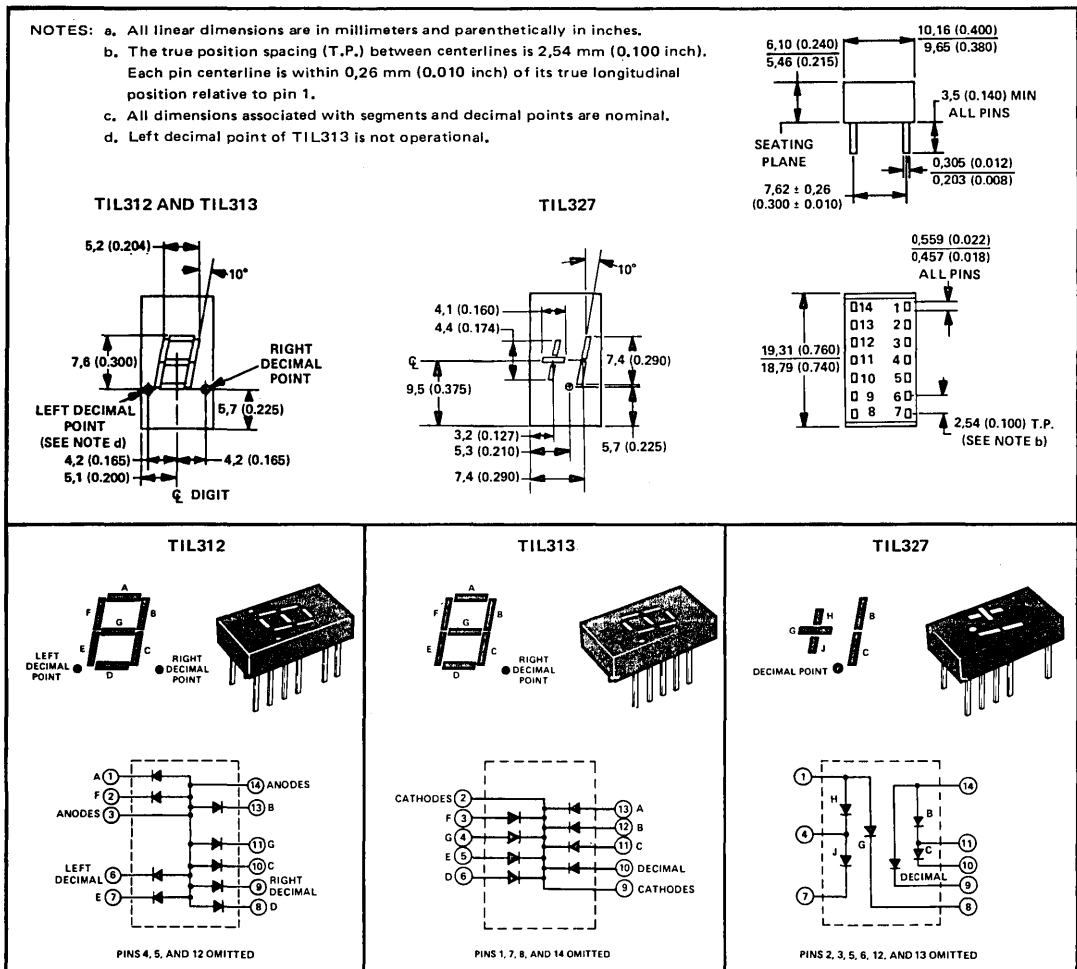 NOTES: a. All linear dimensions are in millimeters and parenthetically in inches.
b. The true position spacing (T.P.) between centerlines is 2,54 mm (0.100 inch).
Each pin centerline is within 0,26 mm (0.010 inch) of its true longitudinal
position relative to pin 1.
c. All dimensions associated with segments and decimal points are nominal.
d. Left decimal point of TIL313 is not operational.
10,16 (0.400)
9,65 (0.380)
6,10 (0.240)
5,46 (0.215)
3,5 (0.140) MIN
ALL PINS
SEATING
PLANE
0,305 (0.012)
0,203 (0.008)
7,62 ± 0,26
(0.300 ± 0.010)
TIL312 AND TIL313
5,2 (0.204)
10°
7,6 (0.300)
RIGHT
DECIMAL
POINT
LEFT DECIMAL
POINT
(SEE NOTE d)
5,7 (0.225)
4,2 (0.165)
4,2 (0.165)
5,1 (0.200)
℄ DIGIT
TIL327
10°
4,1 (0.160)
4,4 (0.174)
7,4 (0.290)
℄
9,5 (0.375)
3,2 (0.127)
5,3 (0.210)
5,7 (0.225)
7,4 (0.290)
0,559 (0.022)
0,457 (0.018)
ALL PINS
19,31 (0.760)
18,79 (0.740)
14 1
13 2
12 3
11 4
10 5
9 6
8 7
2,54 (0.100) T.P.
(SEE NOTE b)
TIL312
A
F
B
G
E
C
D
LEFT
DECIMAL
POINT
RIGHT
DECIMAL
POINT
A 1
14 ANODES
F 2
13 B
ANODES 3
11 G
10 C
LEFT
DECIMAL 6
9 RIGHT
DECIMAL
E 7
8 D
PINS 4, 5, AND 12 OMITTED
TIL313
A
F
B
G
E
C
D
RIGHT
DECIMAL
POINT
CATHODES 2
13 A
F 3
12 B
G 4
11 C
E 5
10 DECIMAL
D 6
9 CATHODES
PINS 1, 7, 8, AND 14 OMITTED
TIL327
H
B
G
J
C
DECIMAL POINT
1
14
H
B
4
G
11
J
C
10
DECIMAL
9
7
8
PINS 2, 3, 5, 6, 12, AND 13 OMITTED